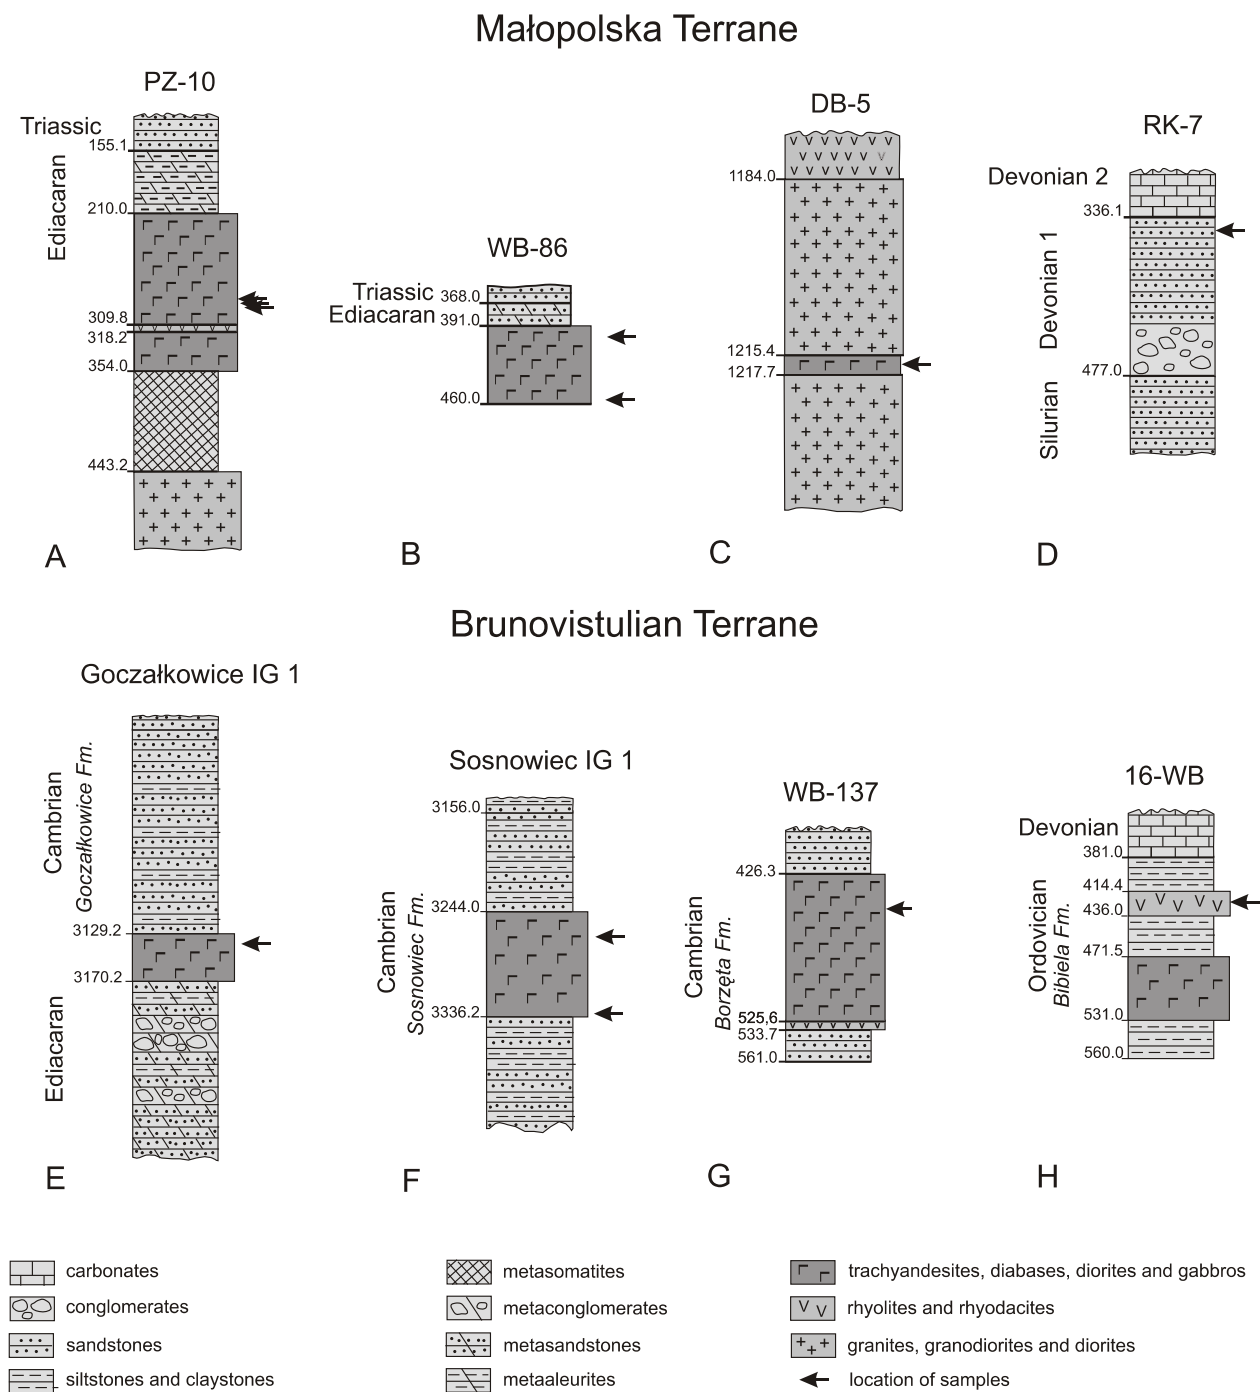 Małopolska Terrane
PZ-10
Triassic
155.1
Ediacaran
210.0
309.8
318.2
354.0
443.2
A
WB-86
Triassic
368.0
Ediacaran
391.0
460.0
B
DB-5
1184.0
1215.4
1217.7
C
RK-7
Devonian 2
336.1
Devonian 1
477.0
Silurian
D
Brunovistulian Terrane
Goczałkowice IG 1
Cambrian
Goczałkowice Fm.
3129.2
3170.2
Ediacaran
E
Sosnowiec IG 1
3156.0
3244.0
Cambrian
Sosnowiec Fm.
3336.2
F
WB-137
426.3
Cambrian
Borzęta Fm.
525,6
533.7
561.0
G
16-WB
Devonian
381.0
414.4
436.0
Ordovician
Bibiela Fm.
471.5
531.0
560.0
H
carbonates
conglomerates
sandstones
siltstones and claystones
metasomatites
metaconglomerates
metasandstones
metaaleurites
trachyandesites, diabases, diorites and gabbros
rhyolites and rhyodacites
granites, granodiorites and diorites
location of samples